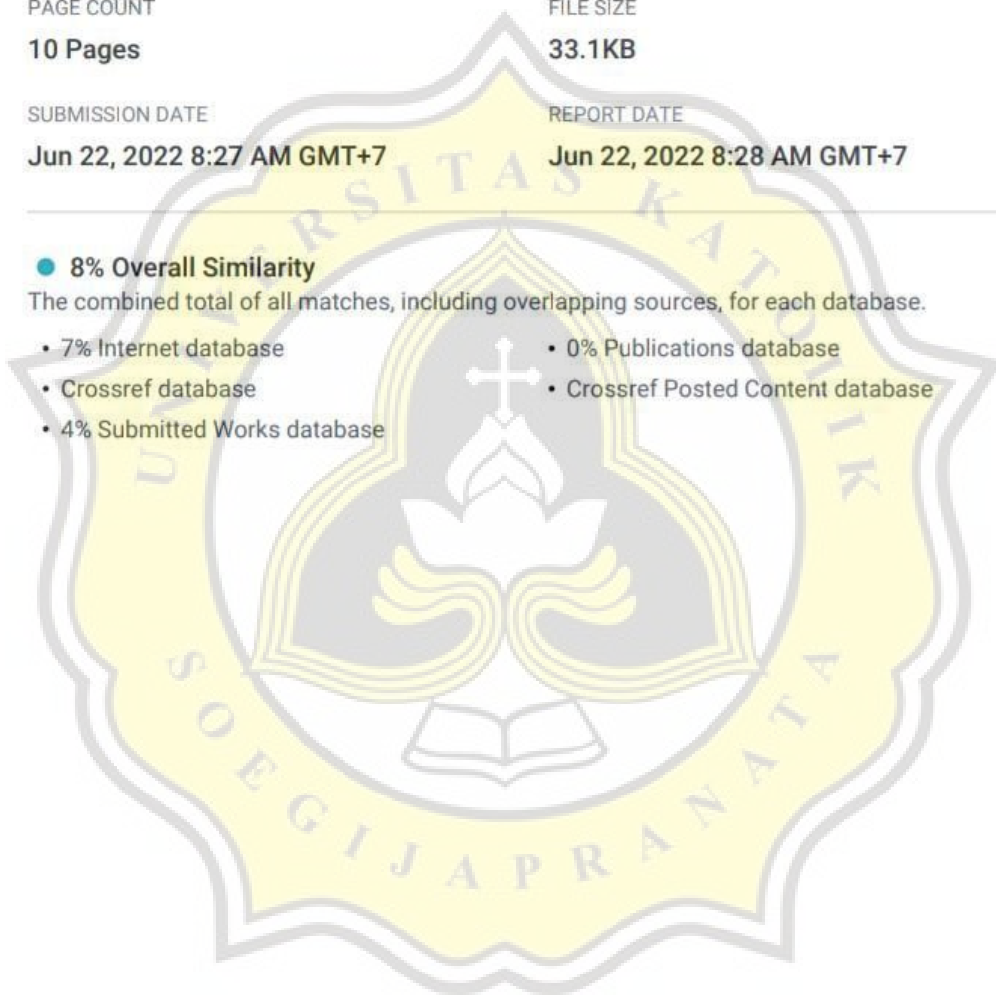 PAGE COUNT
FILE SIZE
10 Pages
33.1KB
SUBMISSION DATE
REPORT DATE
Jun 22, 2022 8:27 AM GMT+7
Jun 22, 2022 8:28 AM GMT+7
8% Overall Similarity
The combined total of all matches, including overlapping sources, for each database.
• 7% Internet database
• 0% Publications database
• Crossref database
• Crossref Posted Content database
• 4% Submitted Works database
UNIVERSITAS KATOLIK
SOEGIJAPRANATA